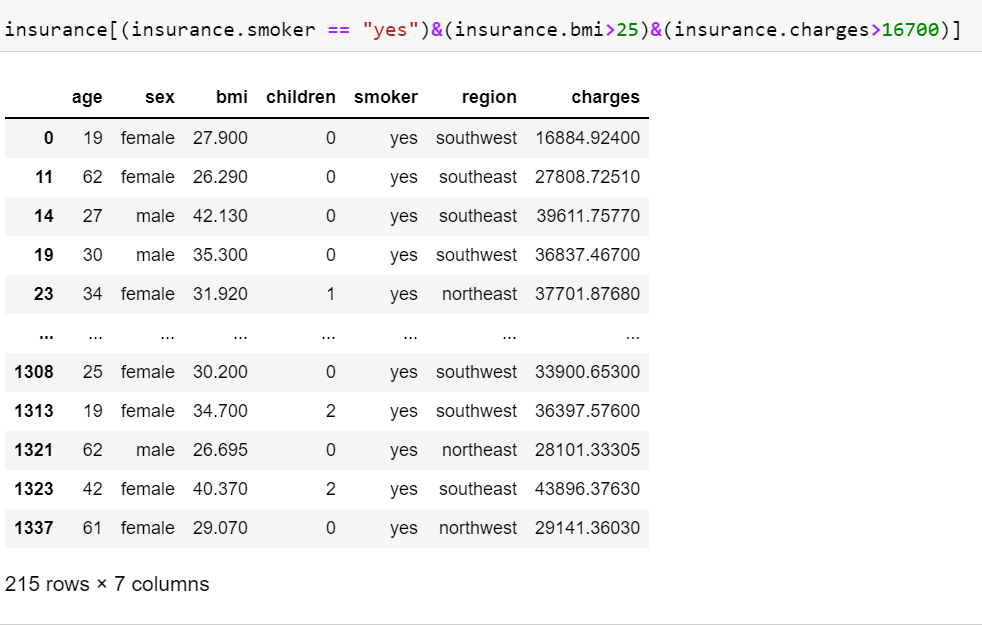 insurance[(insurance.smoker == "yes")&(insurance.bmi>25)&(insurance.charges>16700)]
age sex bmi children smoker region charges
0 19 female 27.900 0 yes southwest 16884.92400
11 62 female 26.290 0 yes southeast 27808.72510
14 27 male 42.130 0 yes southeast 39611.75770
19 30 male 35.300 0 yes southwest 36837.46700
23 34 female 31.920 1 yes northeast 37701.87680
... ... ... ... ... ... ... ...
1308 25 female 30.200 0 yes southwest 33900.65300
1313 19 female 34.700 2 yes southwest 36397.57600
1321 62 male 26.695 0 yes northeast 28101.33305
1323 42 female 40.370 2 yes southeast 43896.37630
1337 61 female 29.070 0 yes northwest 29141.36030
215 rows × 7 columns